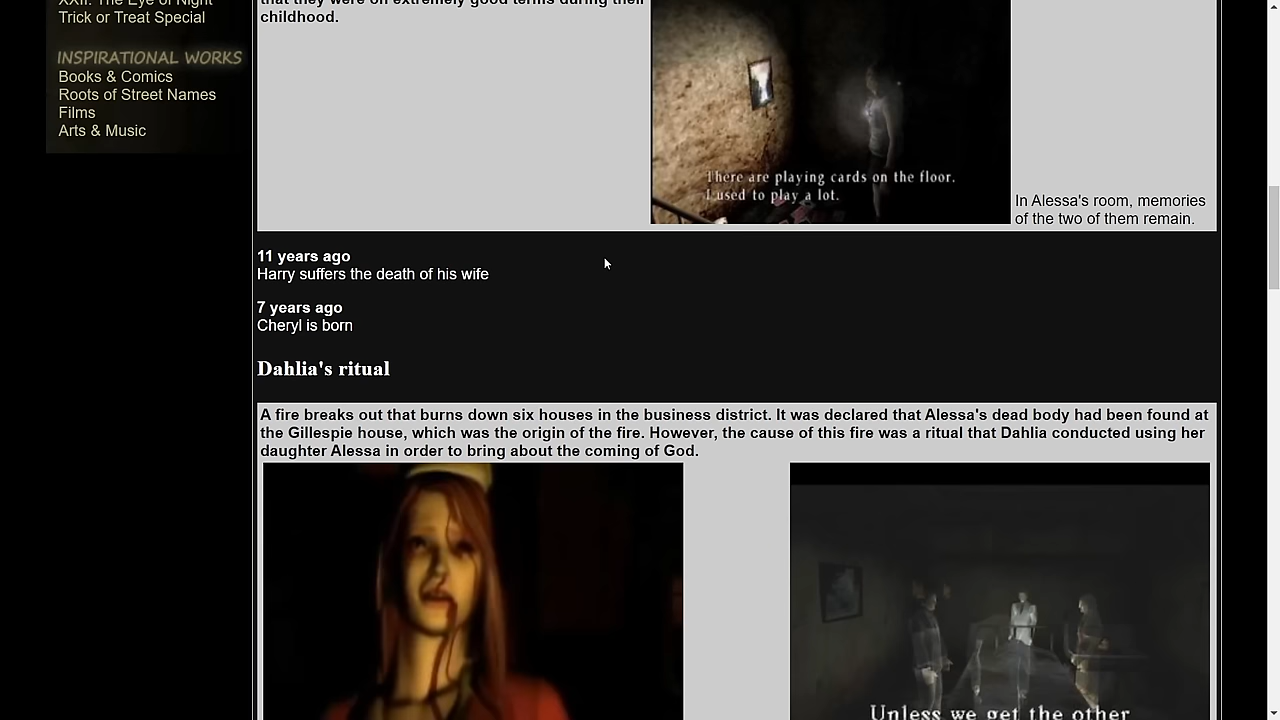 XXII: The Eye of Night
Trick or Treat Special
INSPIRATIONAL WORKS
Books & Comics
Roots of Street Names
Films
Arts & Music
that they were on extremely good terms during their
childhood.
There are playing cards on the floor.
I used to play a lot.
In Alessa's room, memories
of the two of them remain.
11 years ago
Harry suffers the death of his wife
7 years ago
Cheryl is born
Dahlia's ritual
A fire breaks out that burns down six houses in the business district. It was declared that Alessa's dead body had been found at
the Gillespie house, which was the origin of the fire. However, the cause of this fire was a ritual that Dahlia conducted using her
daughter Alessa in order to bring about the coming of God.
Unless we get the other